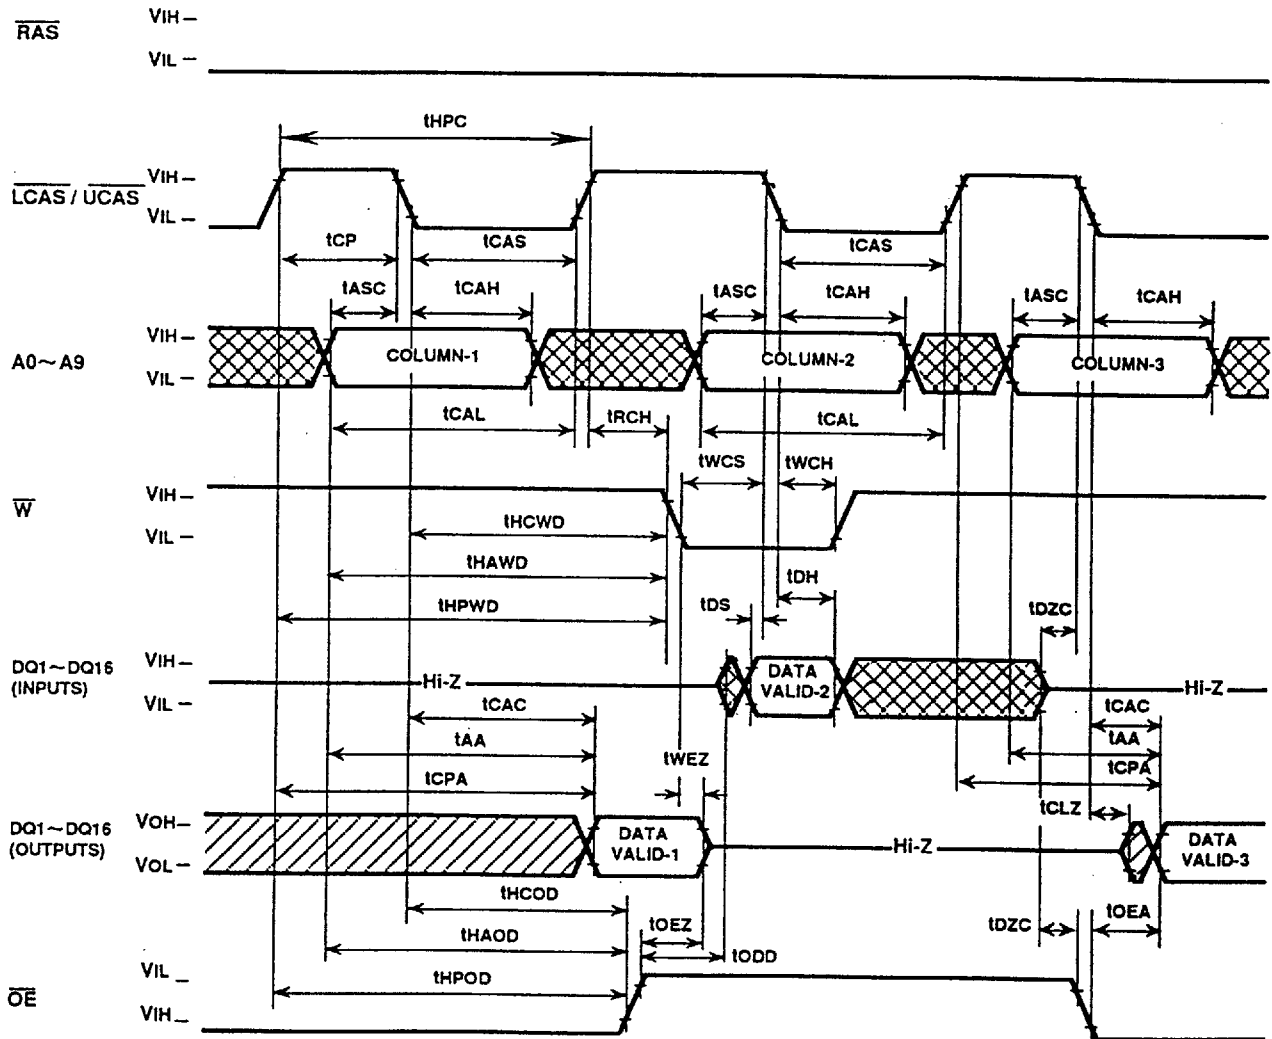 RAS
VIH
VIL
tHPC
LCAS / UCAS
VIH
VIL
tCP
tCAS
tCAS
tASC
tCAH
tASC
tCAH
tASC
tCAH
A0~A9
VIH
VIL
COLUMN-1
COLUMN-2
COLUMN-3
tCAL
tRCH
tCAL
tWCS
tWCH
W
VIH
VIL
tHCWD
tHAWD
tDH
tHPWD
tDS
tDZC
DQ1~DQ16
(INPUTS)
VIH
VIL
Hi-Z
DATA
VALID-2
Hi-Z
tCAC
tCAC
tAA
tAA
tWEZ
tCPA
tCPA
tCLZ
DQ1~DQ16
(OUTPUTS)
VOH
VOL
DATA
VALID-1
Hi-Z
DATA
VALID-3
tHCOD
tOEZ
tDZC
tOEA
tHAOD
tODD
tHPOD
OE
VIL
VIH